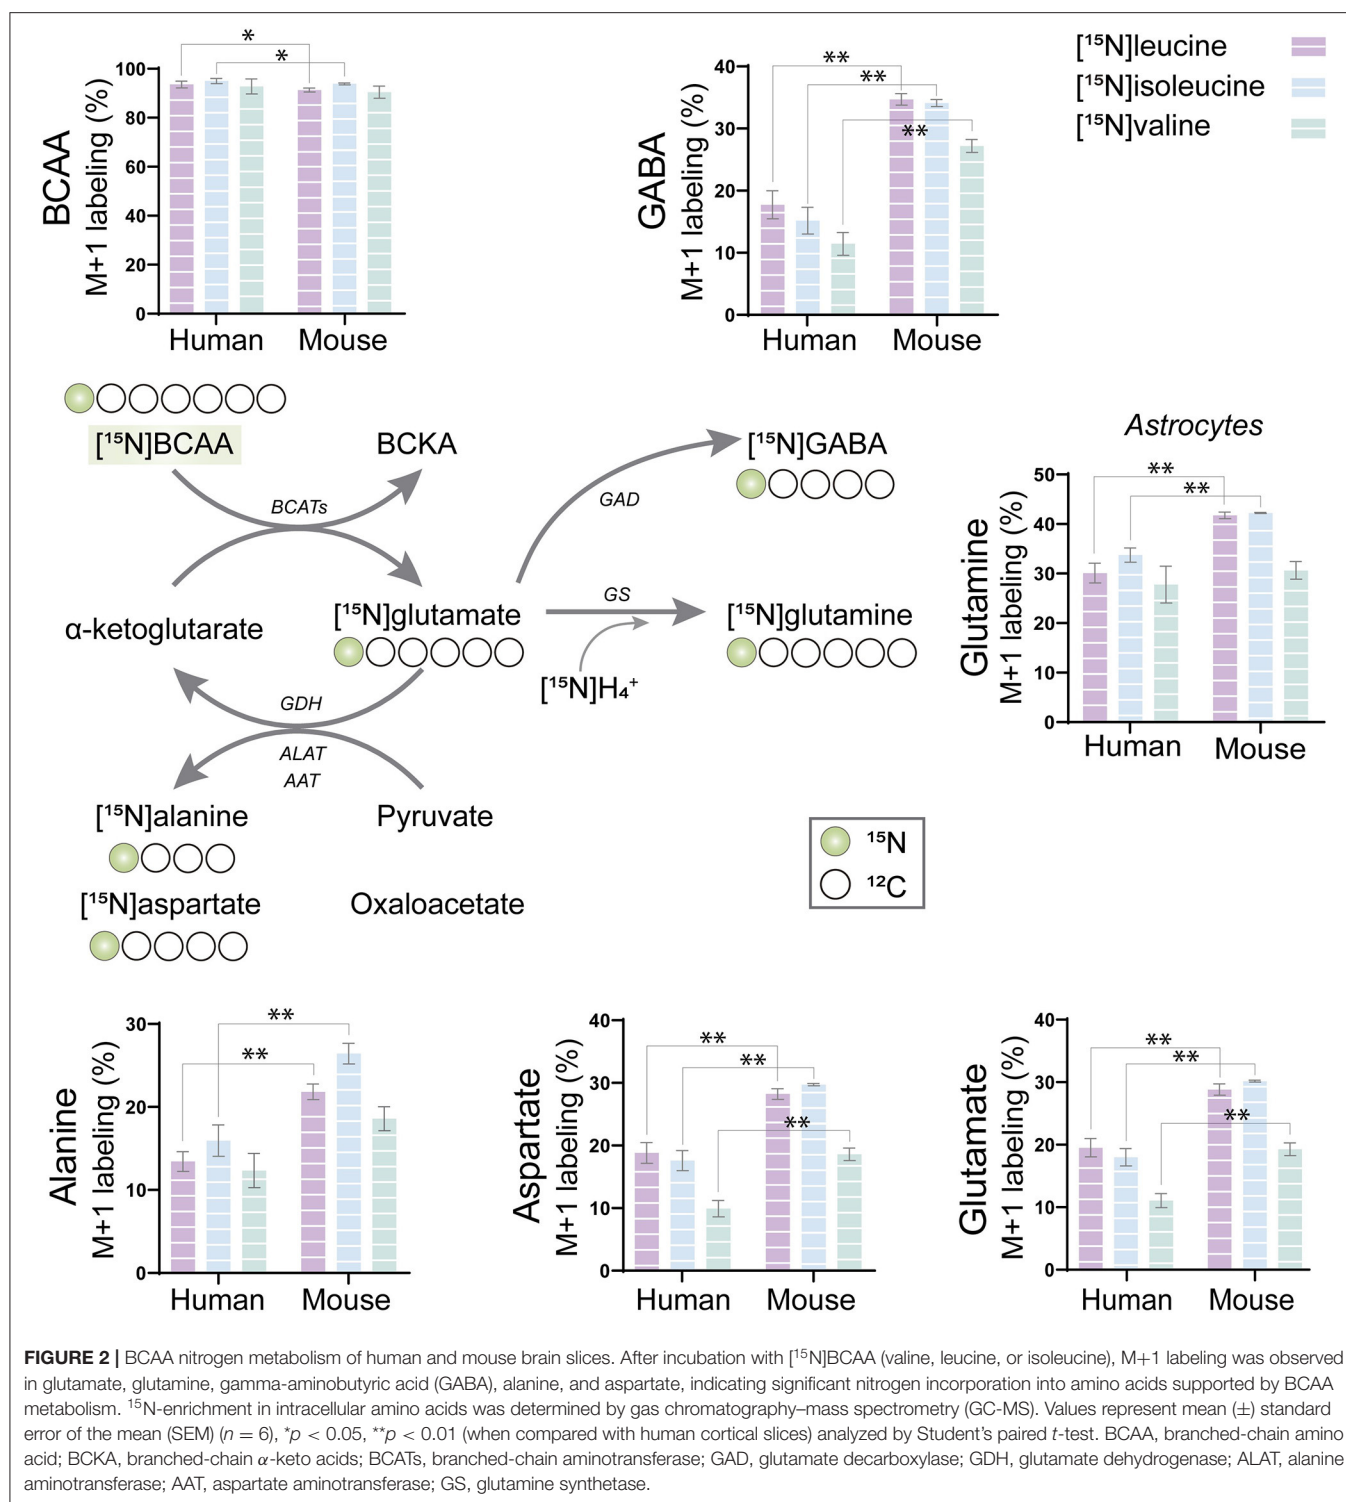 [¹⁵N]leucine
[¹⁵N]isoleucine
[¹⁵N]valine
BCAA
M+1 labeling (%)
100
80
60
40
20
0
*
*
Human Mouse
GABA
M+1 labeling (%)
40
30
20
10
0
**
**
**
Human Mouse
[¹⁵N]BCAA
BCKA
BCATs
α-ketoglutarate
[¹⁵N]glutamate
GAD
[¹⁵N]GABA
GS
[¹⁵N]H₄⁺
[¹⁵N]glutamine
GDH
ALAT
AAT
[¹⁵N]alanine
Pyruvate
[¹⁵N]aspartate
Oxaloacetate
¹⁵N
¹²C
Astrocytes
Glutamine
M+1 labeling (%)
50
40
30
20
10
0
**
**
Human Mouse
Alanine
M+1 labeling (%)
30
20
10
0
**
**
Human Mouse
Aspartate
M+1 labeling (%)
40
30
20
10
0
**
**
**
Human Mouse
Glutamate
M+1 labeling (%)
40
30
20
10
0
**
**
**
Human Mouse
FIGURE 2 | BCAA nitrogen metabolism of human and mouse brain slices. After incubation with [¹⁵N]BCAA (valine, leucine, or isoleucine), M+1 labeling was observed
in glutamate, glutamine, gamma-aminobutyric acid (GABA), alanine, and aspartate, indicating significant nitrogen incorporation into amino acids supported by BCAA
metabolism. ¹⁵N-enrichment in intracellular amino acids was determined by gas chromatography–mass spectrometry (GC-MS). Values represent mean (±) standard
error of the mean (SEM) (n = 6), *p < 0.05, **p < 0.01 (when compared with human cortical slices) analyzed by Student's paired t-test. BCAA, branched-chain amino
acid; BCKA, branched-chain α-keto acids; BCATs, branched-chain aminotransferase; GAD, glutamate decarboxylase; GDH, glutamate dehydrogenase; ALAT, alanine
aminotransferase; AAT, aspartate aminotransferase; GS, glutamine synthetase.